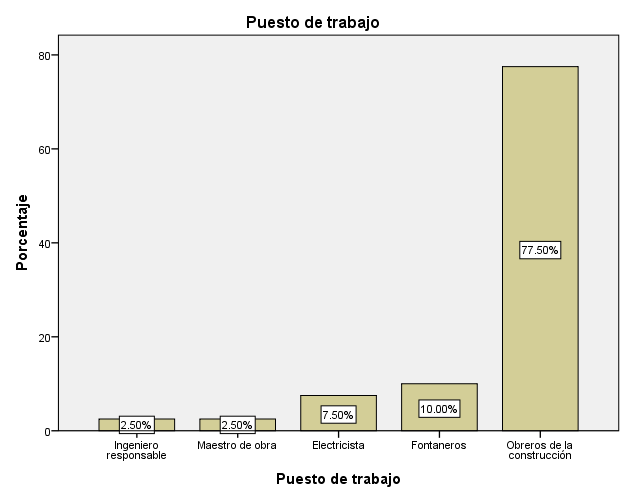 Puesto de trabajo
80
60
40
20
0
Porcentaje
2.50%
2.50%
7.50%
10.00%
77.50%
Ingeniero
responsable
Maestro de obra
Electricista
Fontaneros
Obreros de la
construcción
Puesto de trabajo